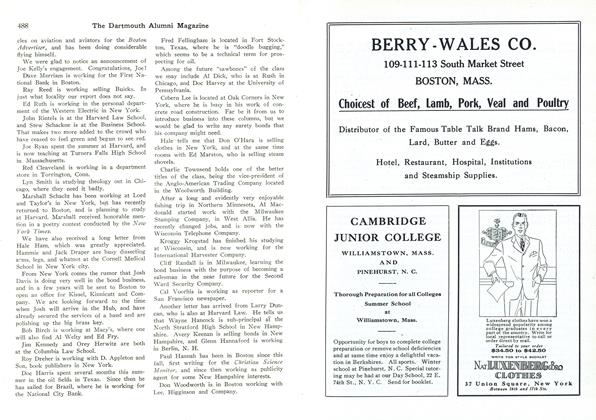 488 The Dartmouth Alumni Magazine
cles on aviation and aviators for the Boston
Advertiser, and has been doing considerable
flying himself.
We were glad to notice an announcement of
Joe Kelly's engagement. Congratulations, Joe!
Dave Merrison is working for the First Na-
tional Bank in Boston.
Ray Reed is working selling Buicks. In
just what locality our report does not say.
Ed Ruth is working in the personal depart-
ment of the Western Electric in New York.
John Ristels is at the Harvard Law School,
and Stew Schackor is at the Business School.
That makes two more added to the crowd who
have ceased to feel green and begun to see red.
Joe Ryan spent the summer at Harvard, and
is now teaching at Turners Falls High School
in Massachusetts.
Red Cleaveland is working in a department
store in Torrington, Conn.
Lyn Smith is studying theology out in Chi-
cago, where they need it badly.
Marshall Schacht has been working at Lord
and Taylor's in New York, but has recently
returned to Boston, and is planning to study
at Harvard. Marshall received honorable men-
tion in a poetry contest conducted by the New
York Times.
We have also received a long letter from
Hale Ham, which was greatly appreciated.
Hammie and Jack Draper are busy dissecting
arms, legs, and whatnot at the Cornell Medical
School in New York city.
From New York comes the rumor that Josh
Davis is doing very well in the bond business,
and in a few years will be sent to Boston to
open an office for Kissel, Kinnicutt and Com-
pany. We are looking forward to the time
when Josh will arrive in the Hub, and have
already secured the services of a band and are
polishing up the big brass key.
Bob Bitch is working at Macy's, where one
will also find Al Welty and Ed Fry.
Jim Kennedy and Orey Herwitz are both
at the Columbia Law School.
Roy Drehrer is working with D. Appleton and
Son, book publishers in New York.
Doc Harris spent several months this sum-
mer in the oil fields in Texas. Since then he
has sailed for Brazil, where he is working for
the National City Bank.
Fred Fellingham is located in Fort Stock-
ton, Texas, where he is "doodle bugging,"
which seems to be a technical term for pros-
pecting for oil.
Among the future "sawbones" of the class
we may include Al Dick, who is at Rush in
Chicago, and Doc Harvey at the University of
Pennsylvania.
Cebern Lee is located at Oak Corners in New
York, where he is busy in his work of con-
crete road construction. Far be it from us to
introduce business into these columns, but we
would be glad to write any surety bonds that
his company might need.
Hale tells me that Don O'Hara is selling
clothes in New York, and at the same time
rooms with Ed Marston, who is selling steam
shovels.
Charlie Townsend holds one of the better
titles of the class, being the vice-president of
the Anglo-American Trading Company located
in the Woolworth Building.
After a long and evidently very enjoyable
fishing trip in Northern Minnesota, Al Mac-
donald started work with the Milwaukee
Stamping Company, in West Allis. He has
recently changed jobs, and is now with the
Wisconsin Telephone Company.
Kroggy Krogstad has finished his studying
at Wisconsin, and is now working for the
International Harvester Company.
Cliff Randall is in Milwaukee, learning the
bond business with the purpose of becoming a
salesman in the near future for the Second
Ward Security Company.
Cal Voorhis is working as reporter for a
San Francisco newspaper.
Another letter has arrived from Larry Dun-
can, who is also at Harvard Law. He tells us
that Wayne Hancock is sub-principal of the
North Stratford High School in New Hamp-
shire. Avery Keenan is selling bonds in New
Hampshire, and Glenn Hannaford is working
in Berlin, N. H.
Paul Hannah has been in Boston since this
fall, first writing for the Christian Science
Monitor, and since then working as publicity
agent for some New Hampshire interests.
Don Woodworth is in Boston working with
Lee, Higginson and Company.
BERRY-WALES CO.
109-111-113 South Market Street
BOSTON, MASS.
Choicest of Beef, Lamb, Pork, Veal and Poultry
Distributor of the Famous Table Talk Brand Hams, Bacon,
Lard, Butter and Eggs.
Hotel, Restaurant, Hospital, Institutions
and Steamship Supplies.
CAMBRIDGE
JUNIOR COLLEGE
WILLIAMSTOWN, MASS.
AND
PINEHURST, N. C.
Thorough Preparation for all Colleges
Summer School
at
Williamstown, Mass.
Opportunity for boys to complete college
preparation or remove school deficiencies
and at same time enjoy a delightful vaca-
tion in Berkshires. All sports. Winter
school at Pinehurst, N. C. Special tutor-
ing may be had at our Day School, 22 E.
74th St., N. Y. C. Send for booklet.
Luxenberg clothes have won a
widespread popularity among
college graduates in every
part of the country. Write for
local representative to call or
order direct by mail.
Tailored to your order
$34.50 to $42.50
WRITE FOR STYLE BOOKLET
NAT LUXENBERG & BRO
CLOTHES
37 Union Square, New York
Between 16th and 17th Sts.